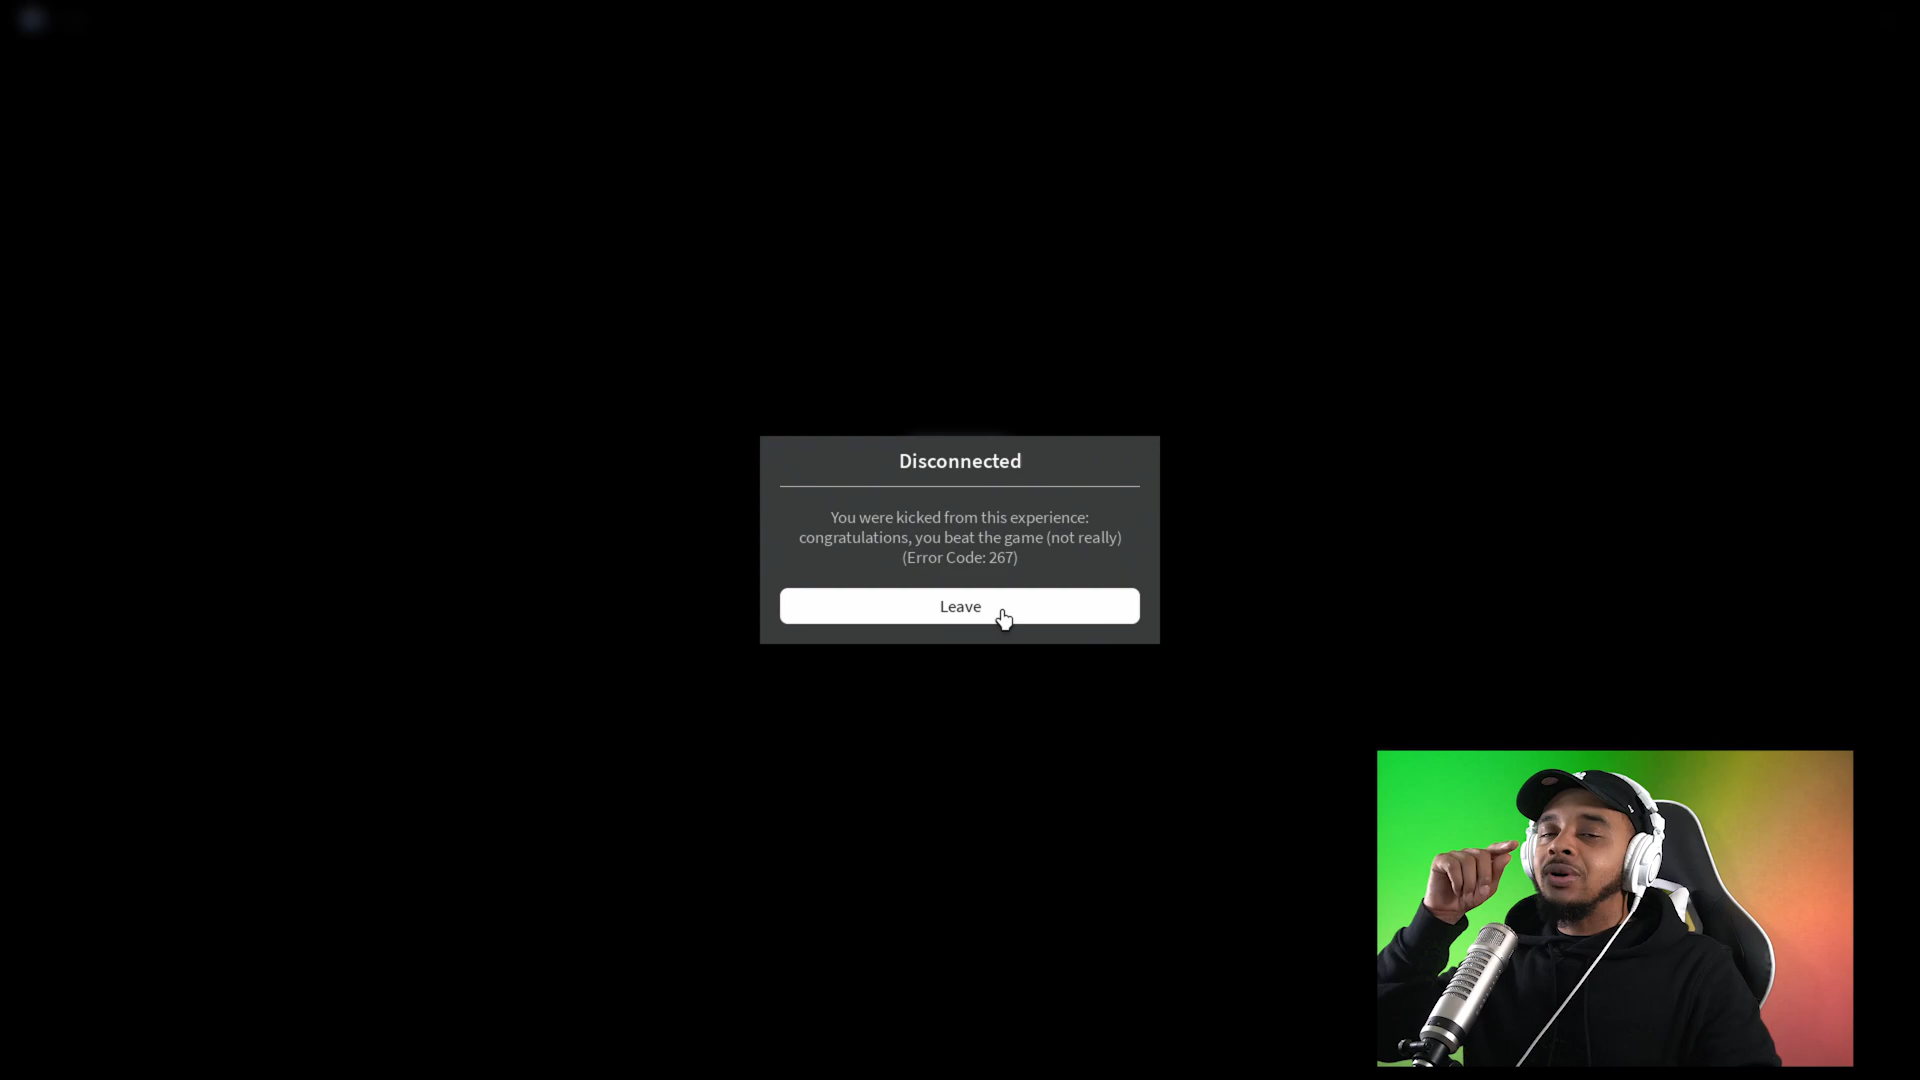 Disconnected
You were kicked from this experience:
congratulations, you beat the game (not really)
(Error Code: 267)
Leave